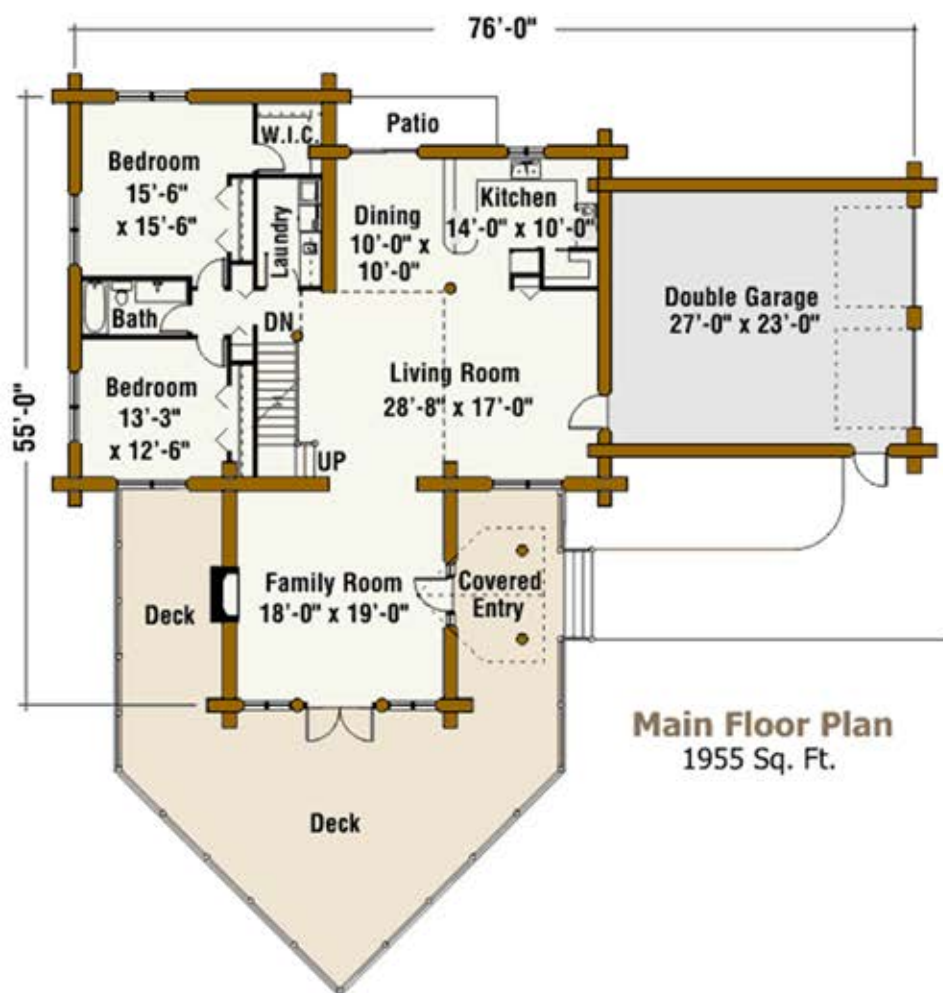 76'-0"
Patio
W.I.C.
Bedroom
15'-6"
x 15'-6"
Kitchen
14'-0" x 10'-0"
Dining
10'-0" x
10'-0"
Laundry
Double Garage
27'-0" x 23'-0"
Bath
DN
Living Room
28'-8" x 17'-0"
Bedroom
13'-3"
x 12'-6"
55'-0"
UP
Family Room
18'-0" x 19'-0"
Covered
Entry
Deck
Main Floor Plan
1955 Sq. Ft.
Deck